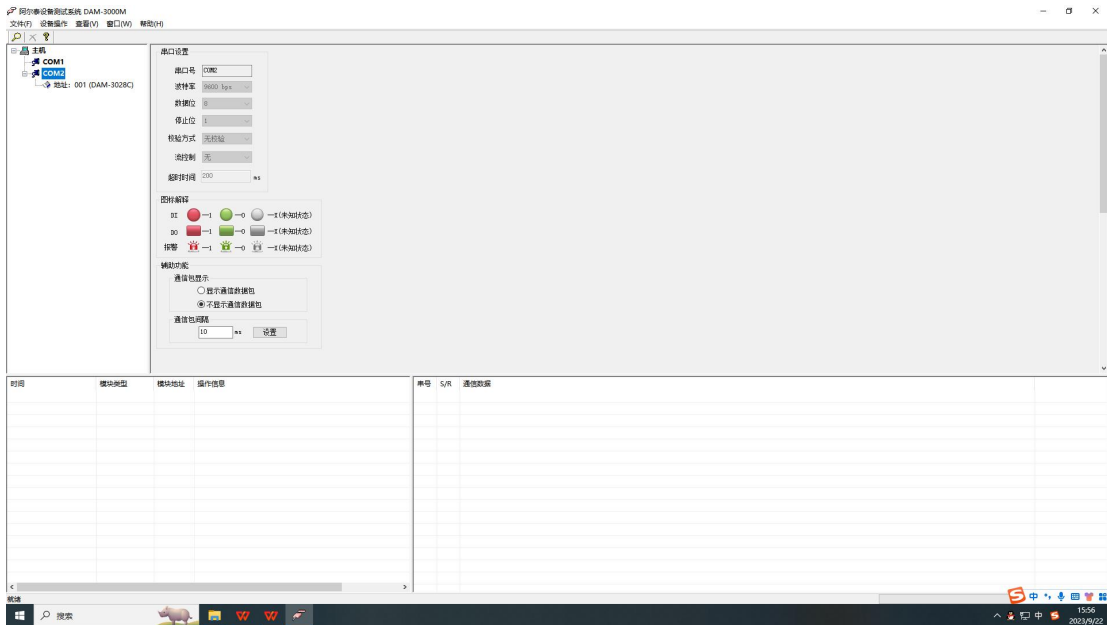 阿尔泰设备测试系统 DAM-3000M
文件(F) 设备操作 查看(V) 窗口(W) 帮助(H)
主机
COM1
COM2
地址: 001 (DAM-3028C)
串口设置
串口号 COM2
波特率 9600 bps
数据位 8
停止位 1
校验方式 无校验
流控制 无
超时时间 200 ms
图标解释
DI —1 —0 —X(未知状态)
DO —1 —0 —X(未知状态)
报警 —1 —0 —X(未知状态)
辅助功能
通信包显示
显示通信数据包
不显示通信数据包
通信包间隔
10 ms 设置
时间 模块类型 模块地址 操作信息
串号 S/R 通信数据
就绪
中
搜索
中
15:56
2023/9/22